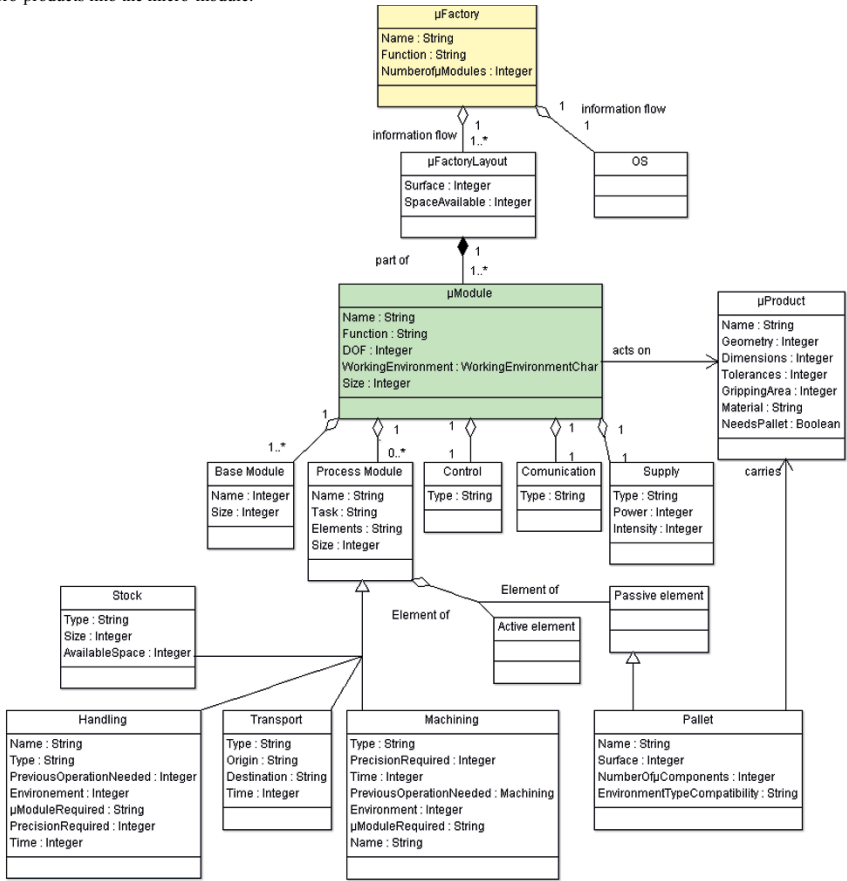 products into the micro-module.
µFactory
Name : String
Function : String
NumberofµModules : Integer
1
information flow
1
information flow
1
1..*
µFactoryLayout
Surface : Integer
SpaceAvailable : Integer
OS
1
part of
1..*
µModule
Name : String
Function : String
DOF : Integer
WorkingEnvironment : WorkingEnvironmentChar
Size : Integer
acts on
µProduct
Name : String
Geometry : Integer
Dimensions : Integer
Tolerances : Integer
GrippingArea : Integer
Material : String
NeedsPallet : Boolean
1
1
1
1
1
1..*
0..*
1
1
1
Base Module
Name : Integer
Size : Integer
Process Module
Name : String
Task : String
Elements : String
Size : Integer
Control
Type : String
Comunication
Type : String
Supply
Type : String
Power : Integer
Intensity : Integer
carries
Stock
Type : String
Size : Integer
AvailableSpace : Integer
Element of
Element of
Passive element
Active element
Handling
Name : String
Type : String
PreviousOperationNeeded : Integer
Environement : Integer
µModuleRequired : String
PrecisionRequired : Integer
Time : Integer
Transport
Type : String
Origin : String
Destination : String
Time : Integer
Machining
Type : String
PrecisionRequired : Integer
Time : Integer
PreviousOperationNeeded : Machining
Environment : Integer
µModuleRequired : String
Name : String
Pallet
Name : String
Surface : Integer
NumberOfµComponents : Integer
EnvironmentTypeCompatibility : String